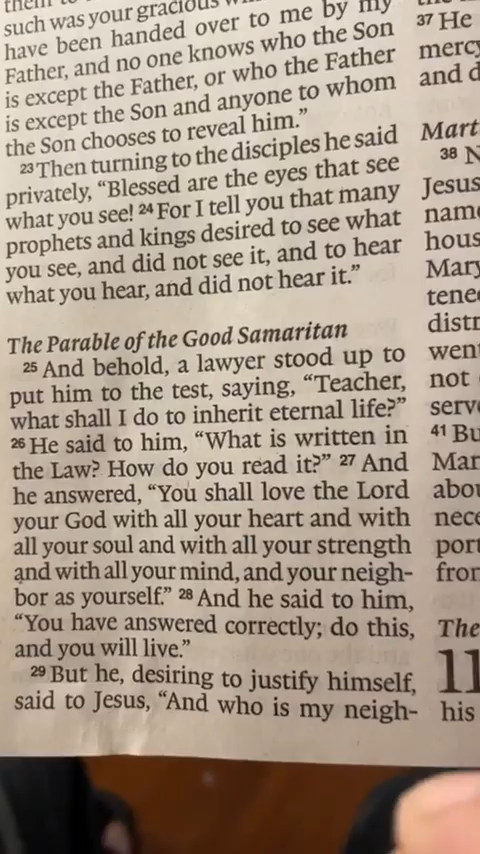 them to
such was your gracious
have been handed over to me by my
Father, and no one knows who the Son
is except the Father, or who the Father
is except the Son and anyone to whom
the Son chooses to reveal him.”
23 Then turning to the disciples he said
privately, “Blessed are the eyes that see
what you see! 24 For I tell you that many
prophets and kings desired to see what
you see, and did not see it, and to hear
what you hear, and did not hear it.”
The Parable of the Good Samaritan
25 And behold, a lawyer stood up to
put him to the test, saying, “Teacher,
what shall I do to inherit eternal life?”
26 He said to him, “What is written in
the Law? How do you read it?” 27 And
he answered, “You shall love the Lord
your God with all your heart and with
all your soul and with all your strength
and with all your mind, and your neigh-
bor as yourself.” 28 And he said to him,
“You have answered correctly; do this,
and you will live.”
29 But he, desiring to justify himself,
said to Jesus, “And who is my neigh-
37 He
mercy
and d
Mart
38 N
Jesus
name
hous
Mary
tene
distr
went
not
serve
41 Bu
Mar
abou
nece
port
fron
The
11
his